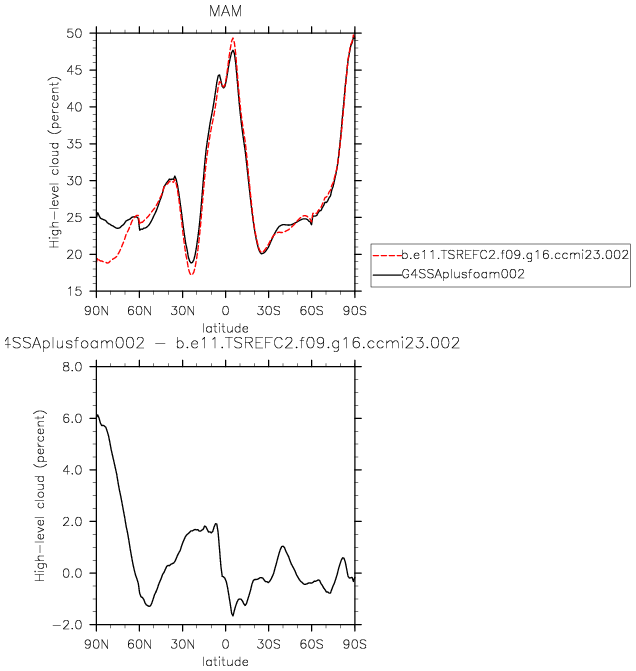 MAM
High-level cloud (percent)
50
45
40
35
30
25
20
15
90N 60N 30N 0 30S 60S 90S
latitude
b.e11.TSREFC2.f09.g16.ccmi23.002
G4SSAplusfoam002
4SSAplusfoam002 - b.e11.TSREFC2.f09.g16.ccmi23.002
High-level cloud (percent)
8.0
6.0
4.0
2.0
0.0
-2.0
90N 60N 30N 0 30S 60S 90S
latitude